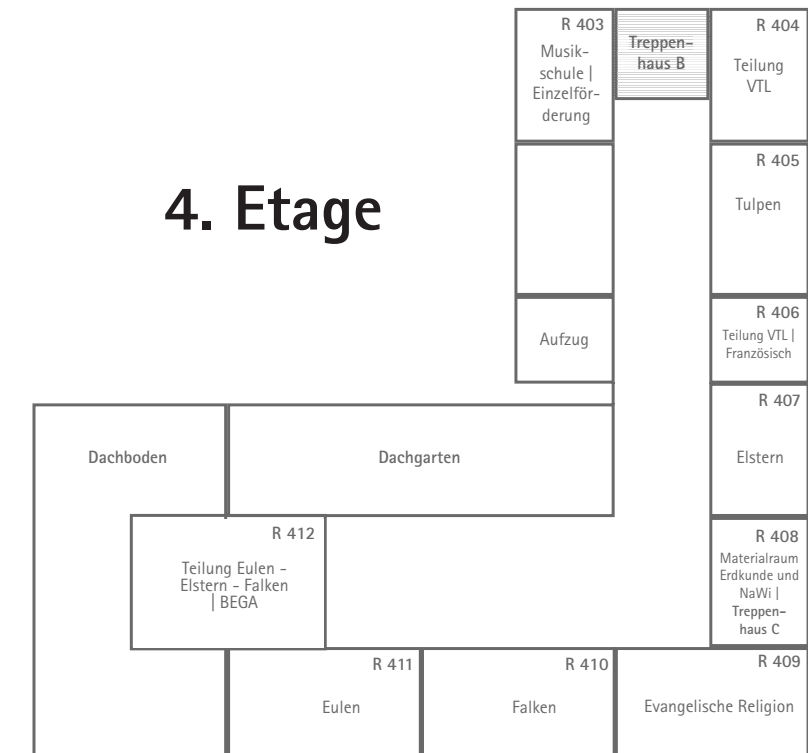 4. Etage
R 403
Musik-
schule |
Einzelför-
derung
Treppen-
haus B
R 404
Teilung
VTL
R 405
Tulpen
Aufzug
R 406
Teilung VTL |
Französisch
R 407
Elstern
Dachboden
Dachgarten
R 412
Teilung Eulen -
Elstern - Falken
| BEGA
R 408
Materialraum
Erdkunde und
NaWi |
Treppen-
haus C
R 411
Eulen
R 410
Falken
R 409
Evangelische Religion